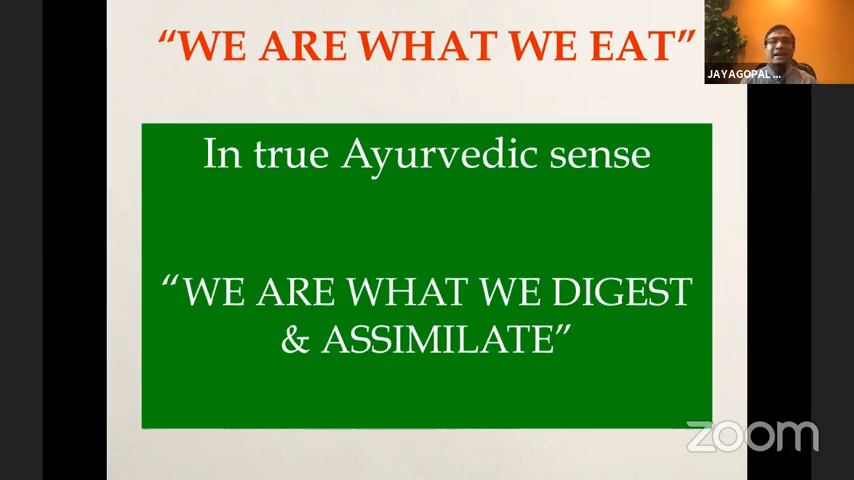 “WE ARE WHAT WE EAT”
JAYAGOPAL ...
In true Ayurvedic sense
“WE ARE WHAT WE DIGEST
& ASSIMILATE”
zoom